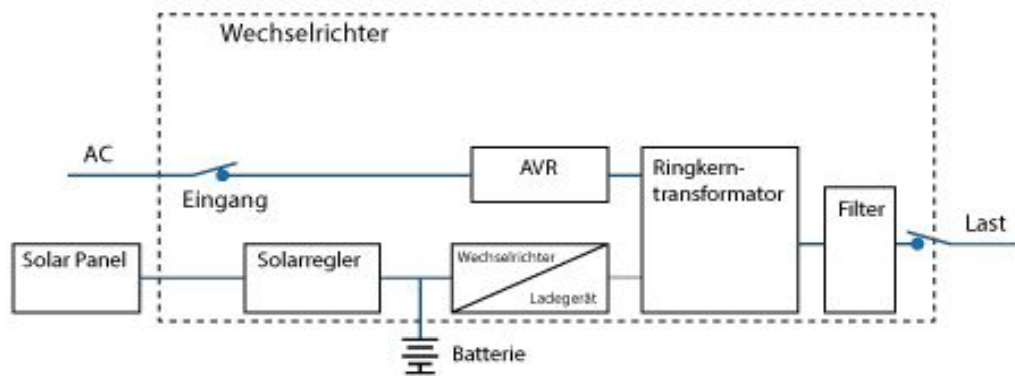 Wechselrichter
AC
Eingang
AVR
Ringkern-
transformator
Filter
Last
Solar Panel
Solarregler
Wechselrichter
Ladegerät
Batterie